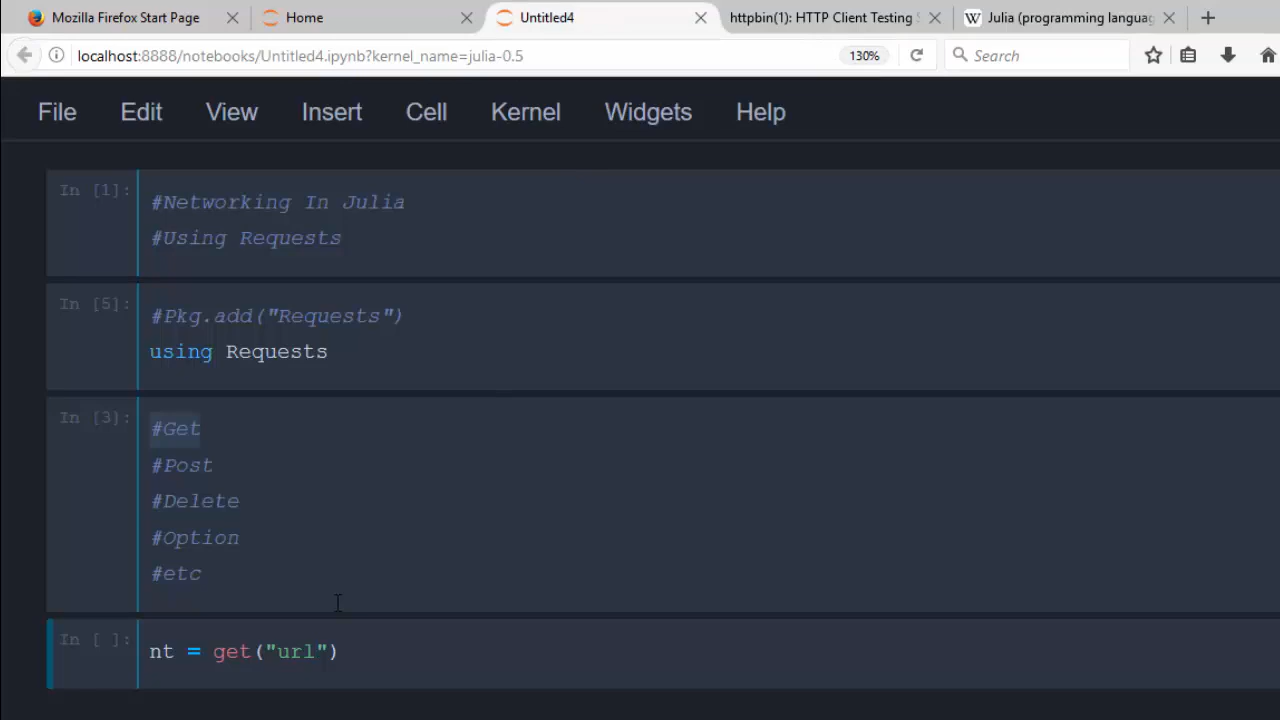 Mozilla Firefox Start Page
Home
Untitled4
httpbin(1): HTTP Client Testing
Julia (programming languag
localhost:8888/notebooks/Untitled4.ipynb?kernel_name=julia-0.5
130%
Search
File Edit View Insert Cell Kernel Widgets Help
In [1]:
#Networking In Julia
#Using Requests
In [5]:
#Pkg.add("Requests")
using Requests
In [3]:
#Get
#Post
#Delete
#Option
#etc
In [ ]:
nt = get("url")